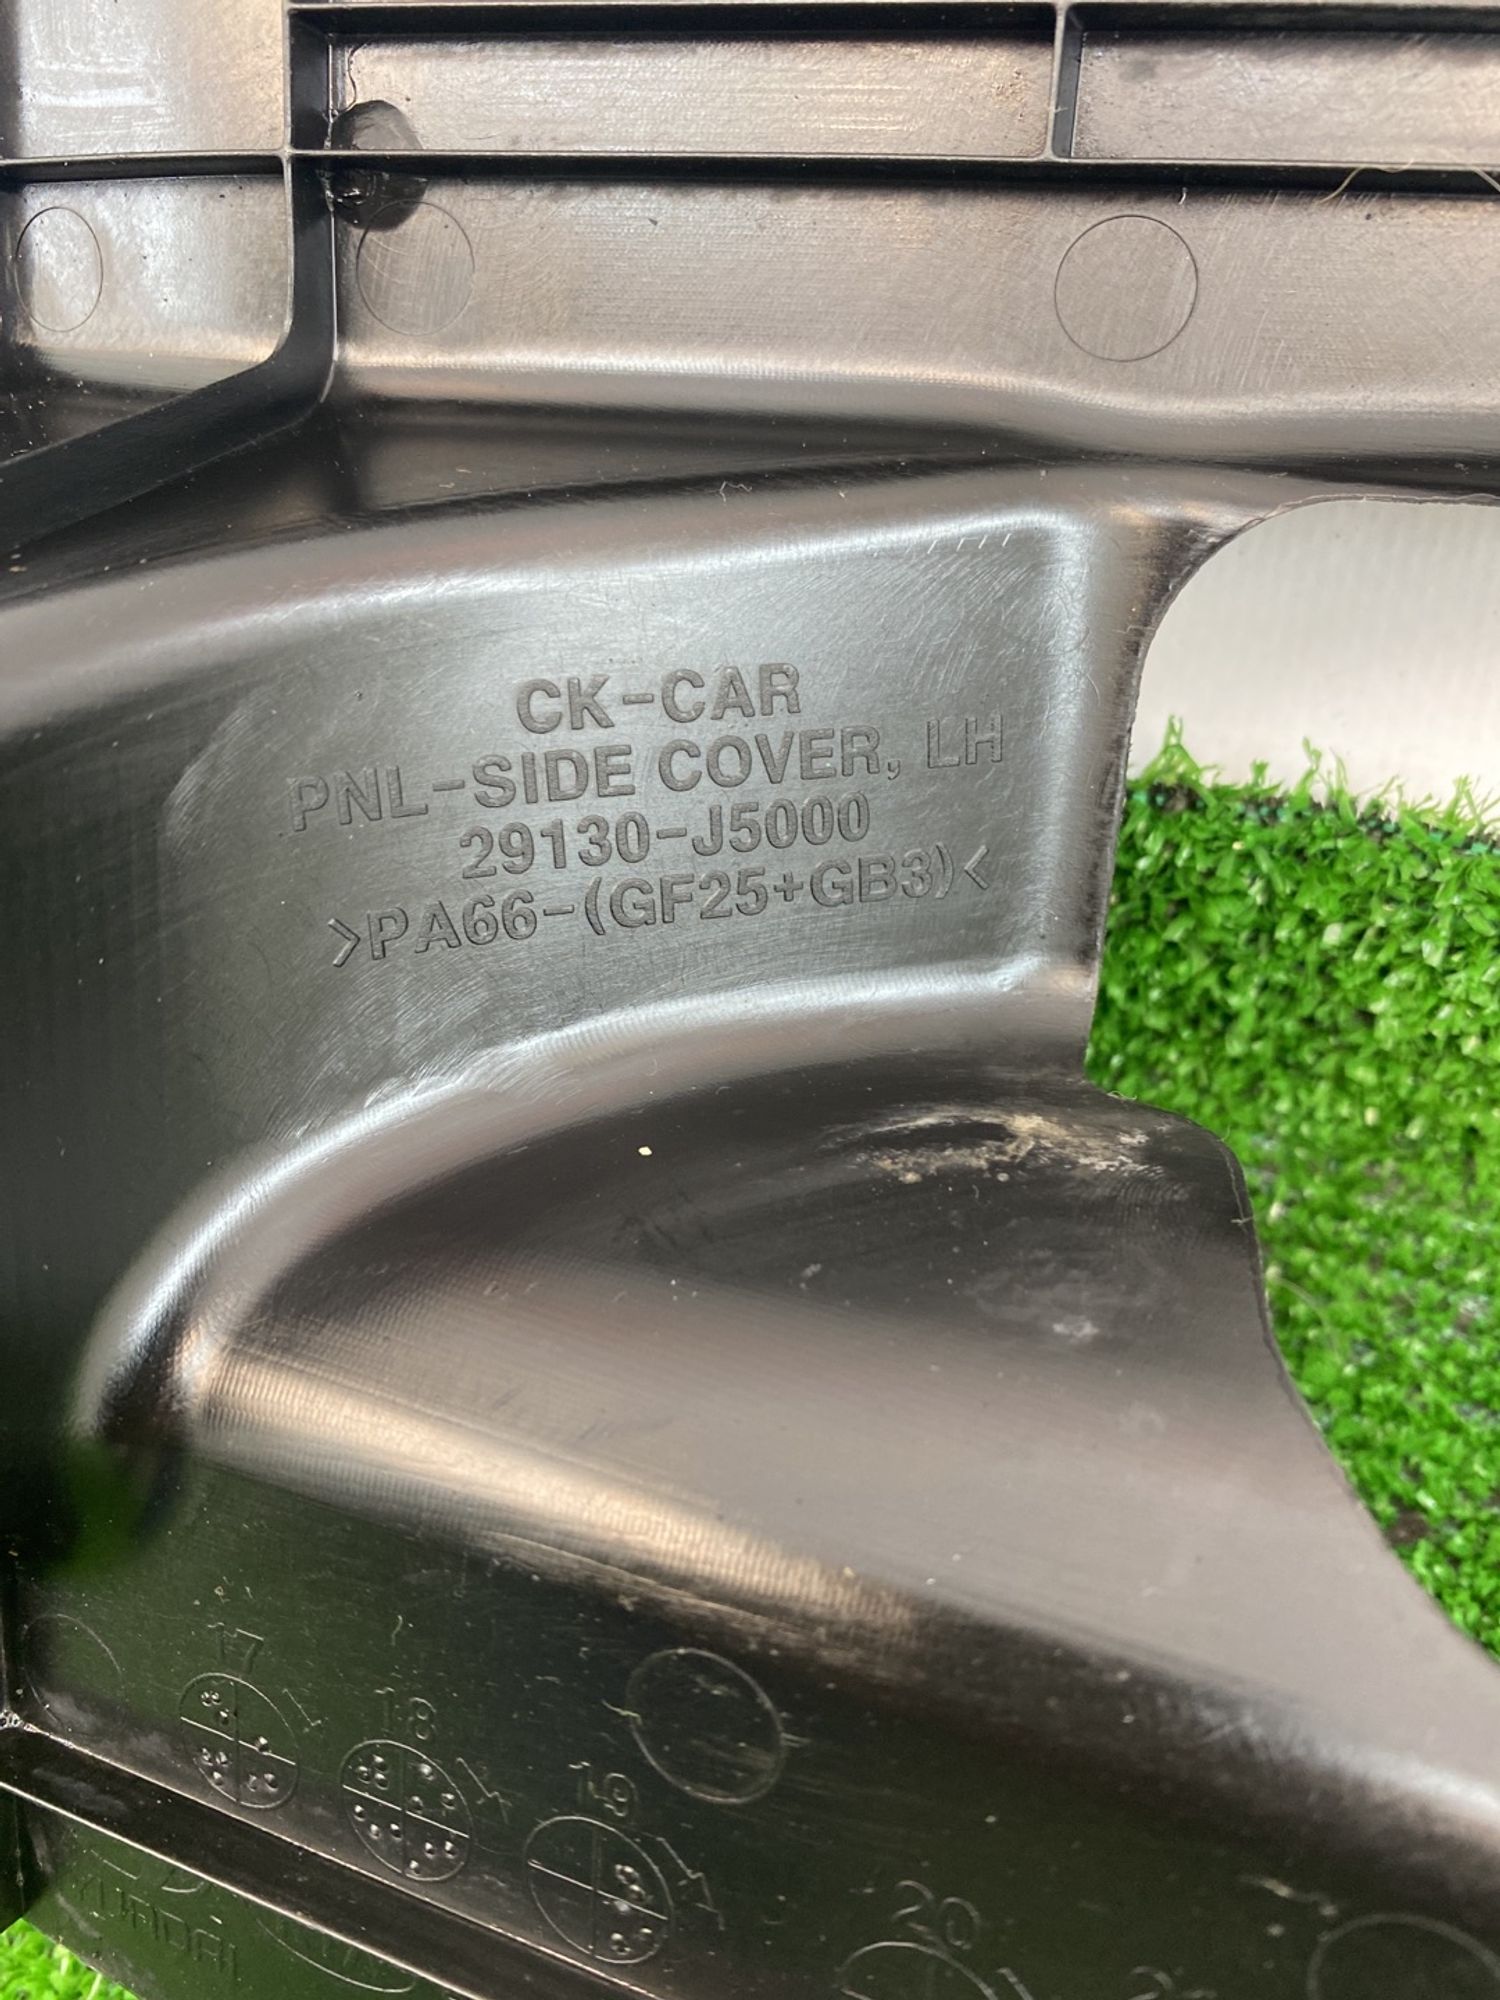 CK-CAR
PNL-SIDE COVER, LH
29130-J5000
>PA66-(GF25+GB3)<
17
18
19
20